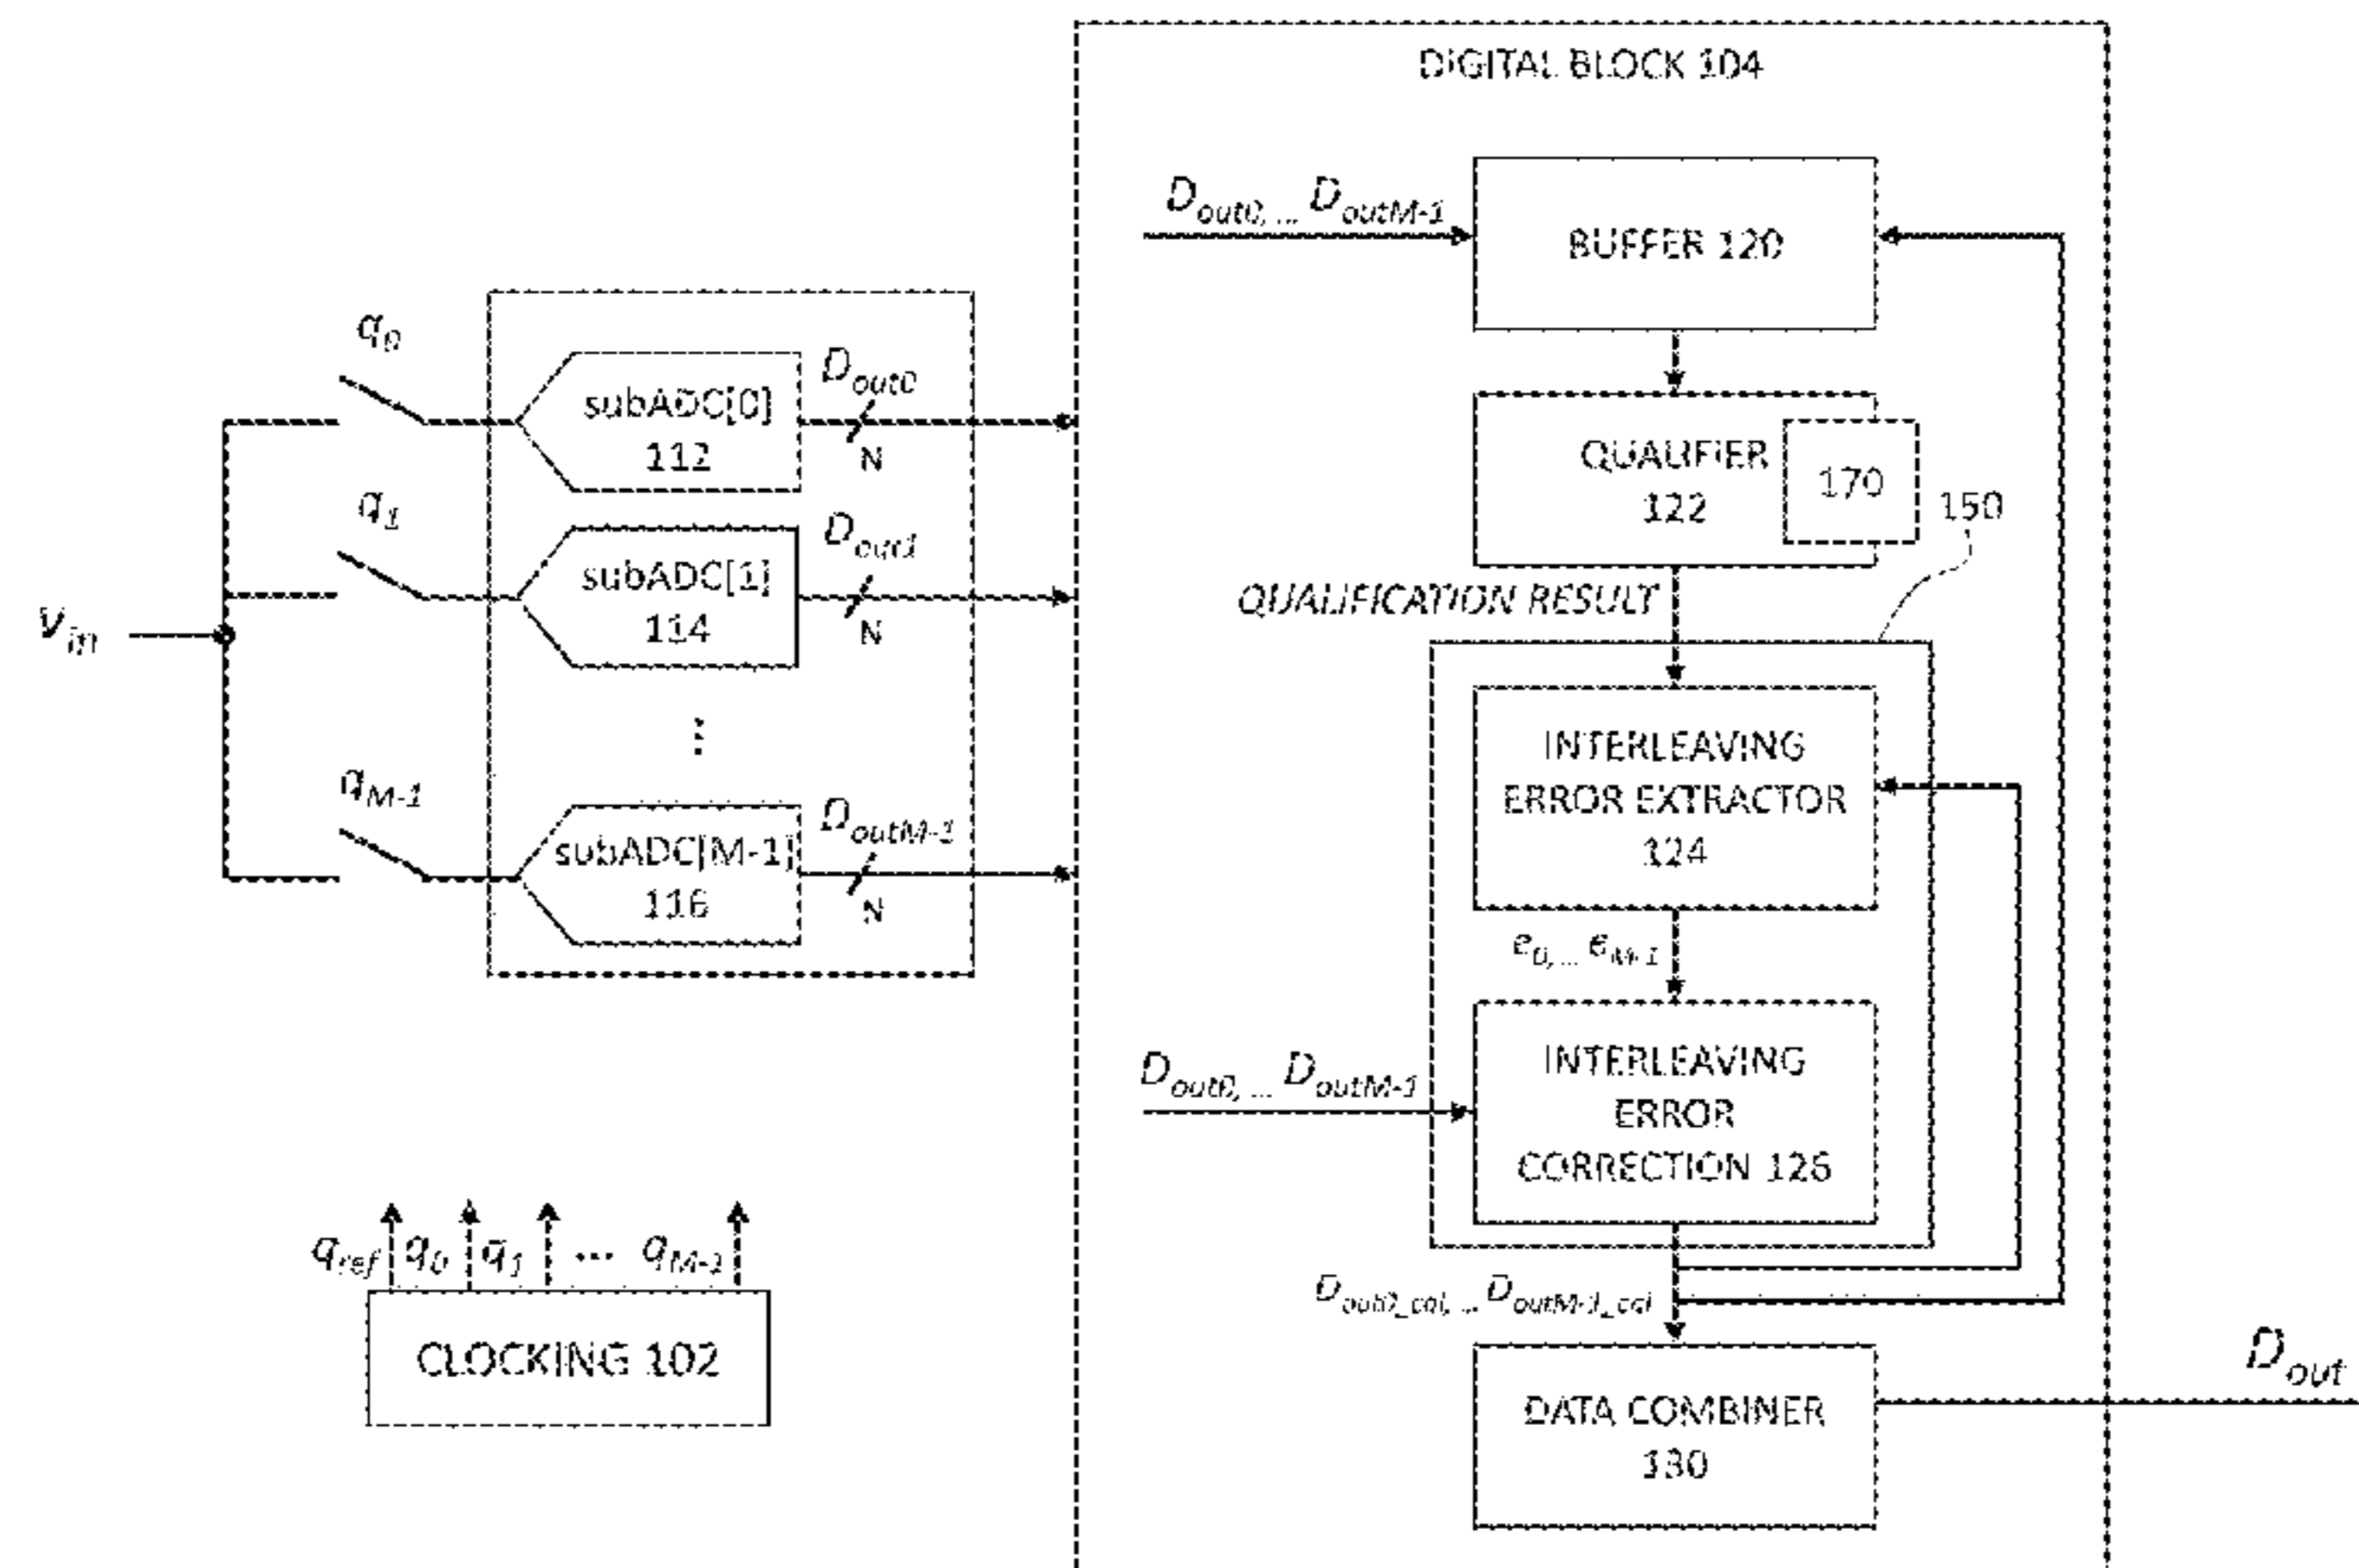 DIGITAL BLOCK 104
D_out0, ... D_outM-1
BUFFER 120
q_0
D_out0
subADC[0]
112
N
QUALIFIER
122
170
150
q_1
D_out1
subADC[1]
114
N
QUALIFICATION RESULT
V_in
⋮
INTERLEAVING
ERROR EXTRACTOR
124
q_M-1
D_outM-1
subADC[M-1]
116
N
e_0, ... e_M-1
D_out0, ... D_outM-1
INTERLEAVING
ERROR
CORRECTION 126
q_ref q_0 q_1 ... q_M-1
D_out0_cal, ... D_outM-1_cal
CLOCKING 102
DATA COMBINER
130
D_out